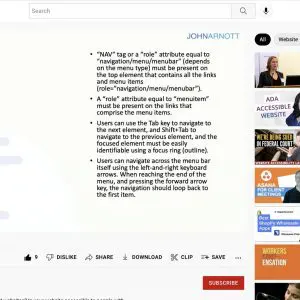 Search
JOHNARNOTT
• "NAV" tag or a "role" attribute equal to
"navigation/menu/menubar" (depends
on the menu type) must be present on
the top element that contains all the links
and menu items
(role="navigation/menu/menubar").
• A "role" attribute equal to "menuitem"
must be present on the links that
comprise the menu items.
• Users can use the Tab key to navigate to
the next element, and Shift+Tab to
navigate to the previous element, and the
focused element must be easily
identifiable using a focus ring (outline).
• Users can navigate across the menu bar
itself using the left-and-right keyboard
arrows. When reaching the end of the
menu, and pressing the forward arrow
key, the navigation should loop back to
the first item.
9 DISLIKE SHARE DOWNLOAD CLIP SAVE ...
SUBSCRIBE
All Website
ADA
ACCESSIBLE
WEBSITE
WE'RE BEING SUED
IN FEDERAL COURT
ASANA
FOR CLIENT
MEETINGS
Ace
WORKERS
ENSATION